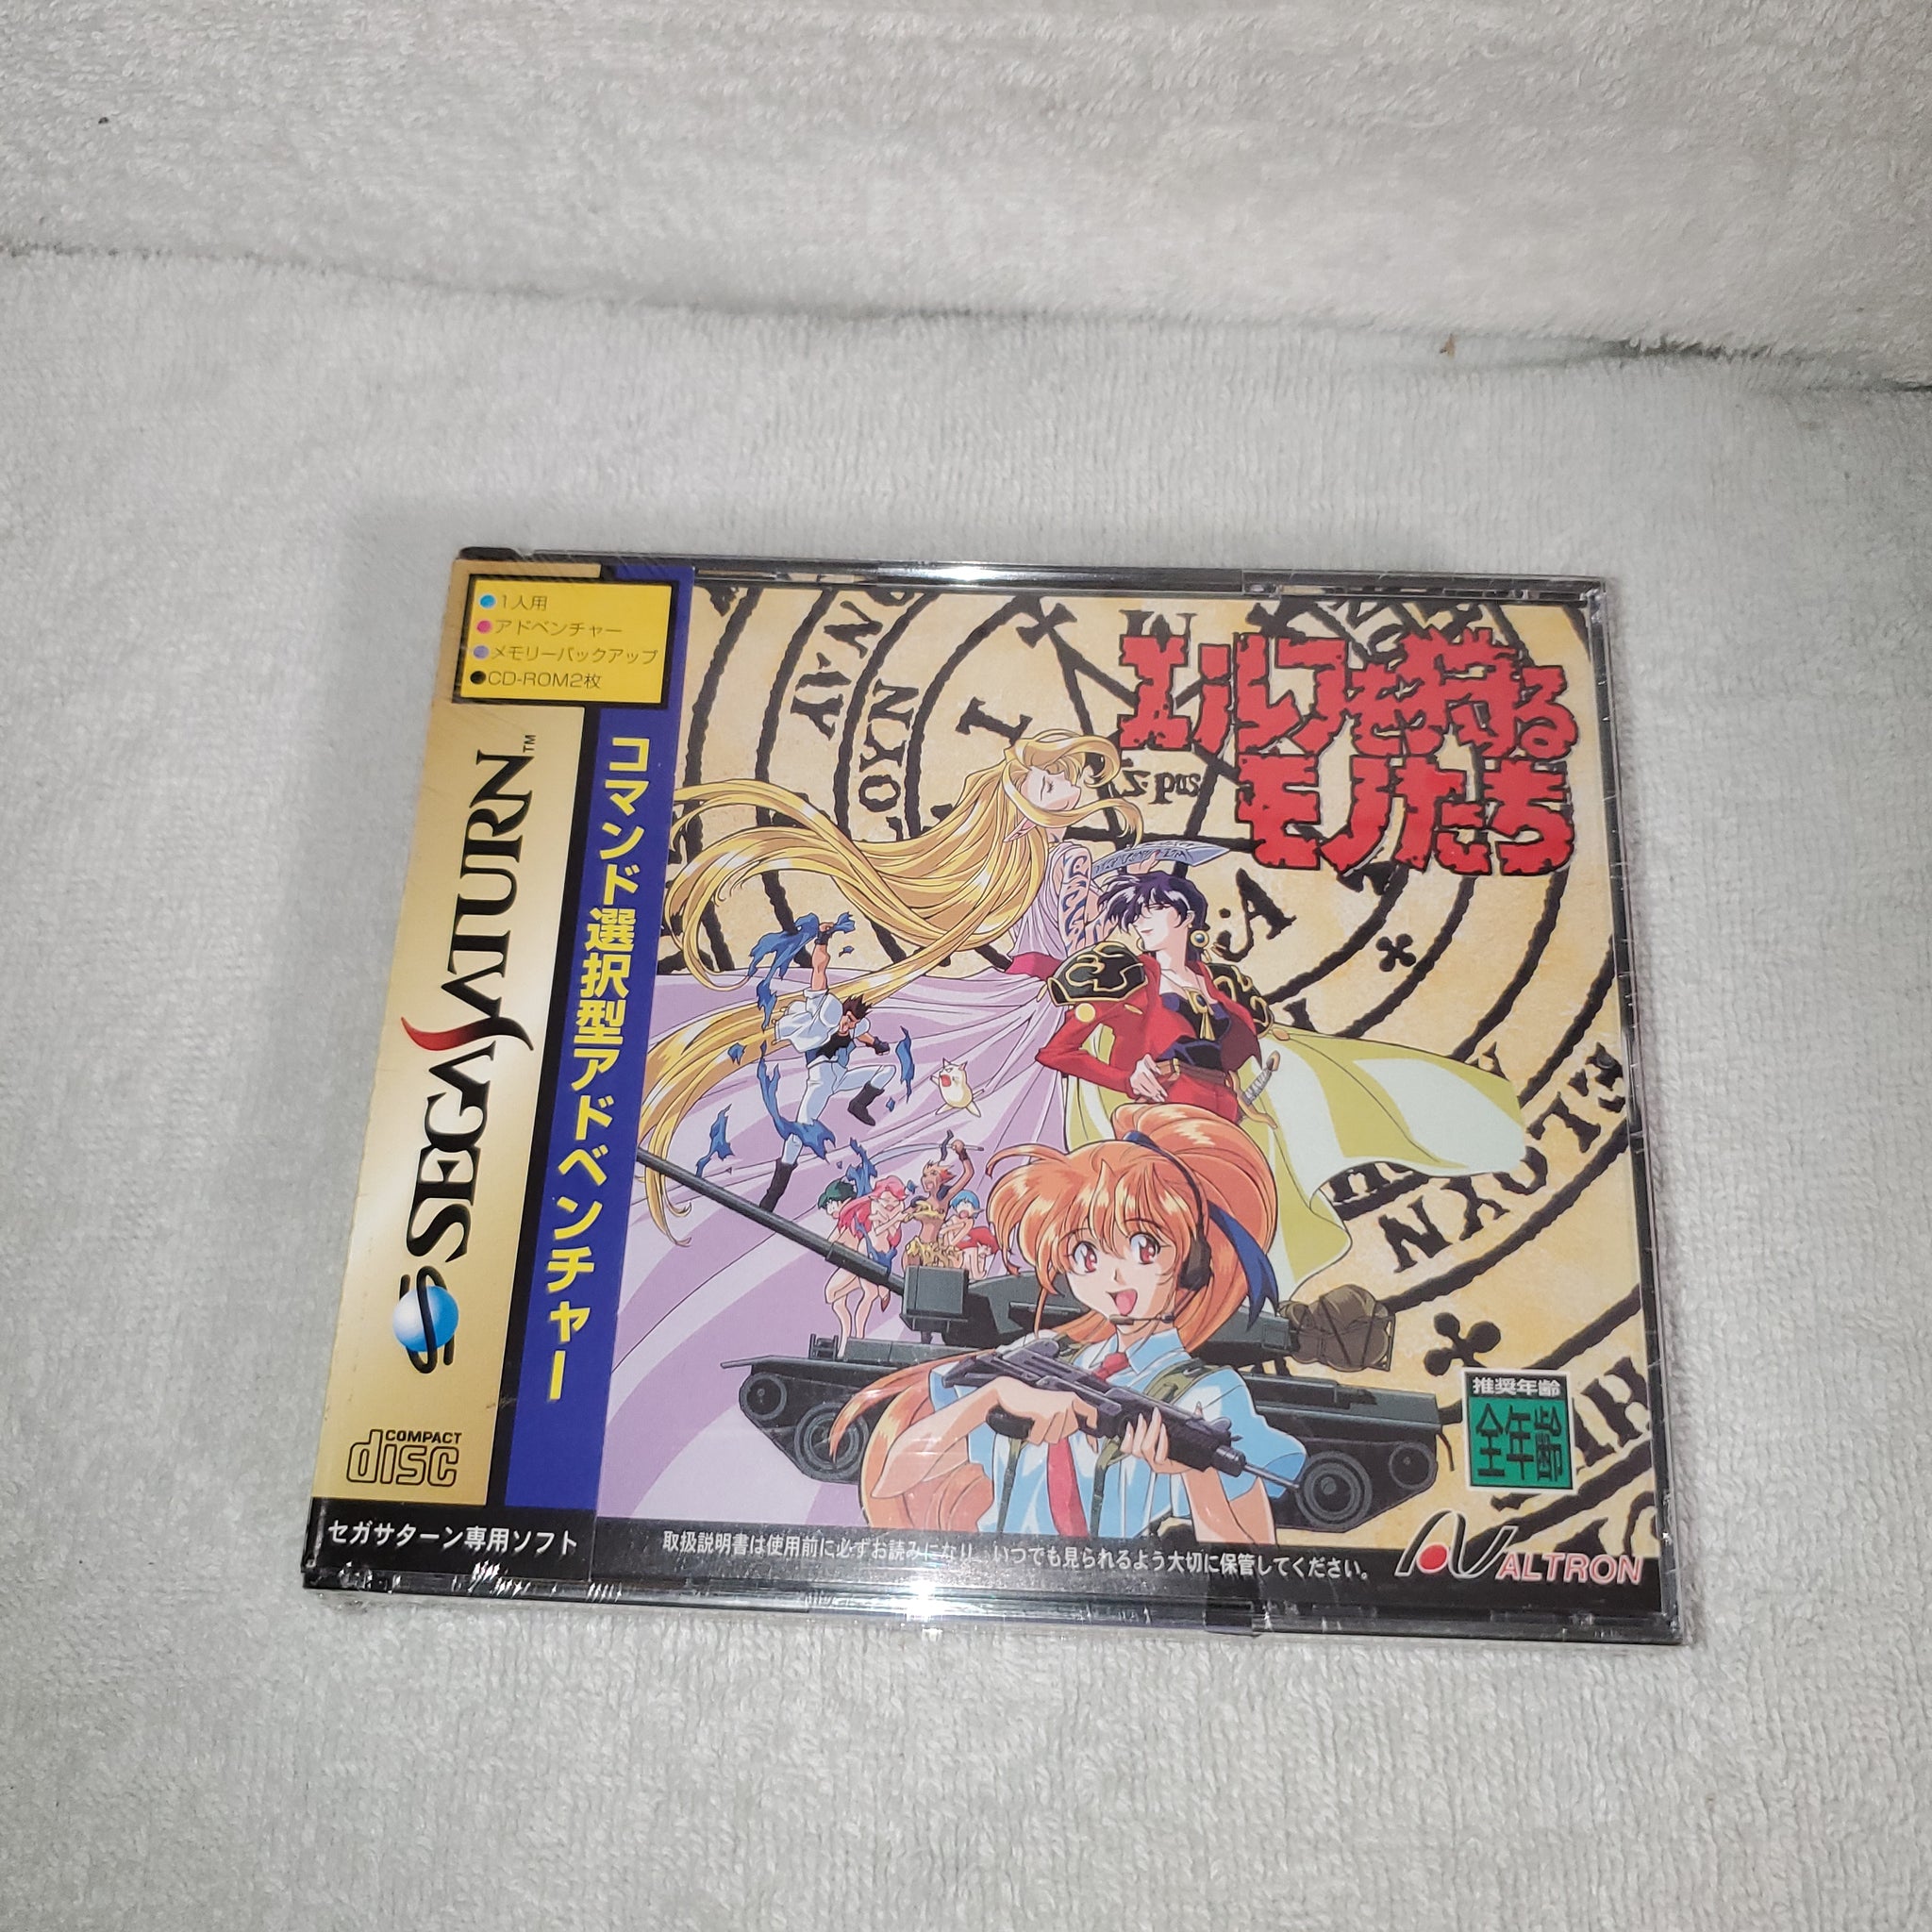 ●1人用
●アドベンチャー
●メモリーバックアップ
●CD-ROM2枚
SEGA SATURN™
COMPACT
disc
セガサターン専用ソフト
コマンド選択型アドベンチャー
エルフを狩る
モノたち
推奨年齢
全年齢
取扱説明書は使用前に必ずお読みになり、いつでも見られるよう大切に保管してください。
ALTRON